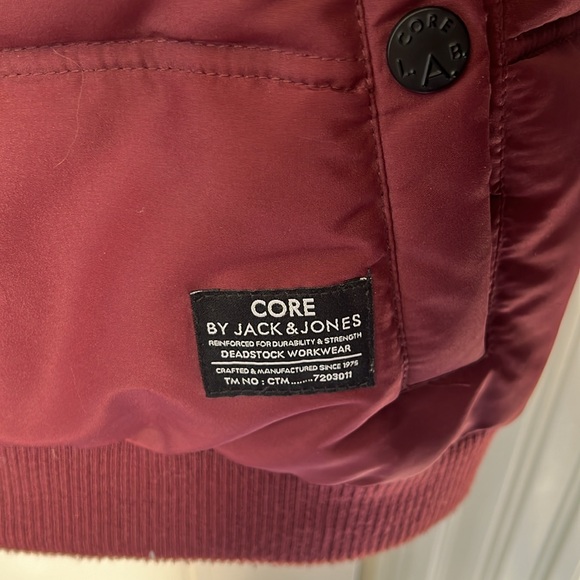 CORE
LAB
CORE
BY JACK & JONES
REINFORCED FOR DURABILITY & STRENGTH
DEADSTOCK WORKWEAR
CRAFTED & MANUFACTURED SINCE 1975
TM NO : CTM.......7203011